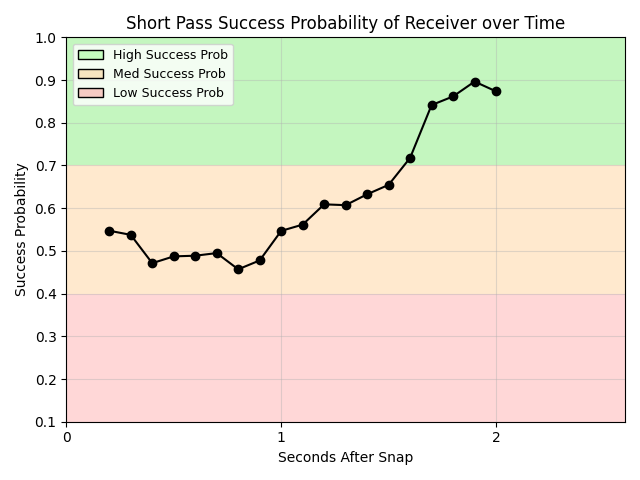 Short Pass Success Probability of Receiver over Time
1.0
0.9
0.8
0.7
0.6
0.5
0.4
0.3
0.2
0.1
Success Probability
High Success Prob
Med Success Prob
Low Success Prob
0 1 2
Seconds After Snap